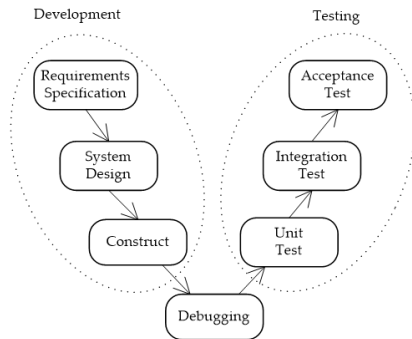 Development
Testing
Requirements
Specification
Acceptance
Test
System
Design
Integration
Test
Construct
Unit
Test
Debugging